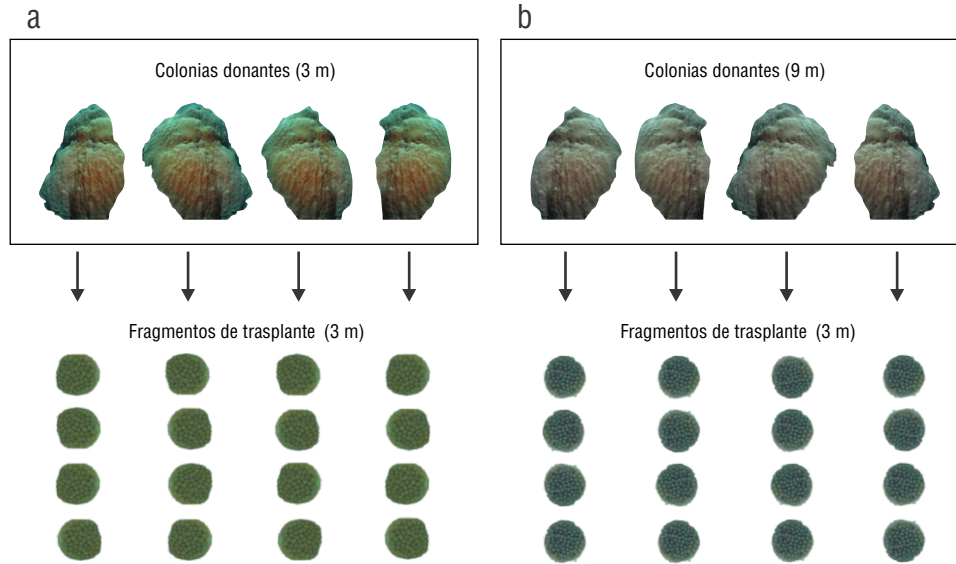 a
Colonias donantes (3 m)
Fragmentos de trasplante (3 m)
b
Colonias donantes (9 m)
Fragmentos de trasplante (3 m)